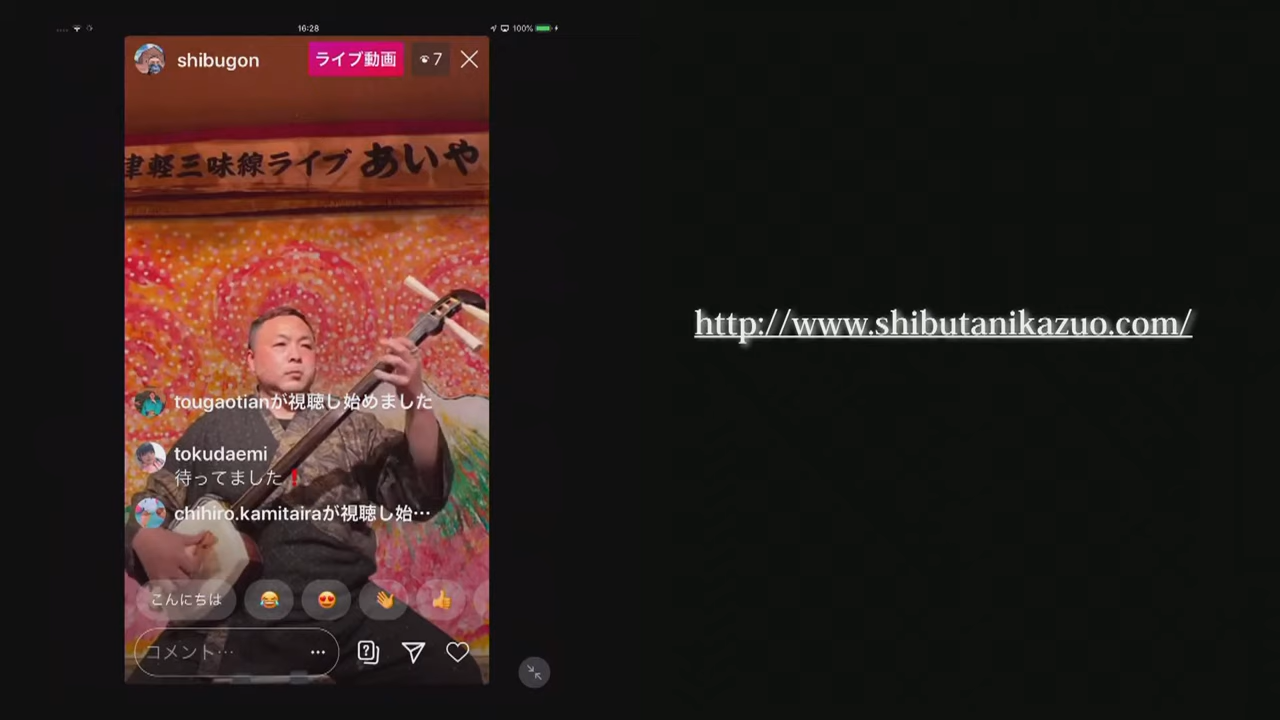 16:28
100%
shibugon
ライブ動画
7
津軽三味線ライブ あいや
tougaotianが視聴し始めました
tokudaemi
待ってました❗
chihiro.kamitairaが視聴し始…
こんにちは
コメント…
http://www.shibutanikazuo.com/